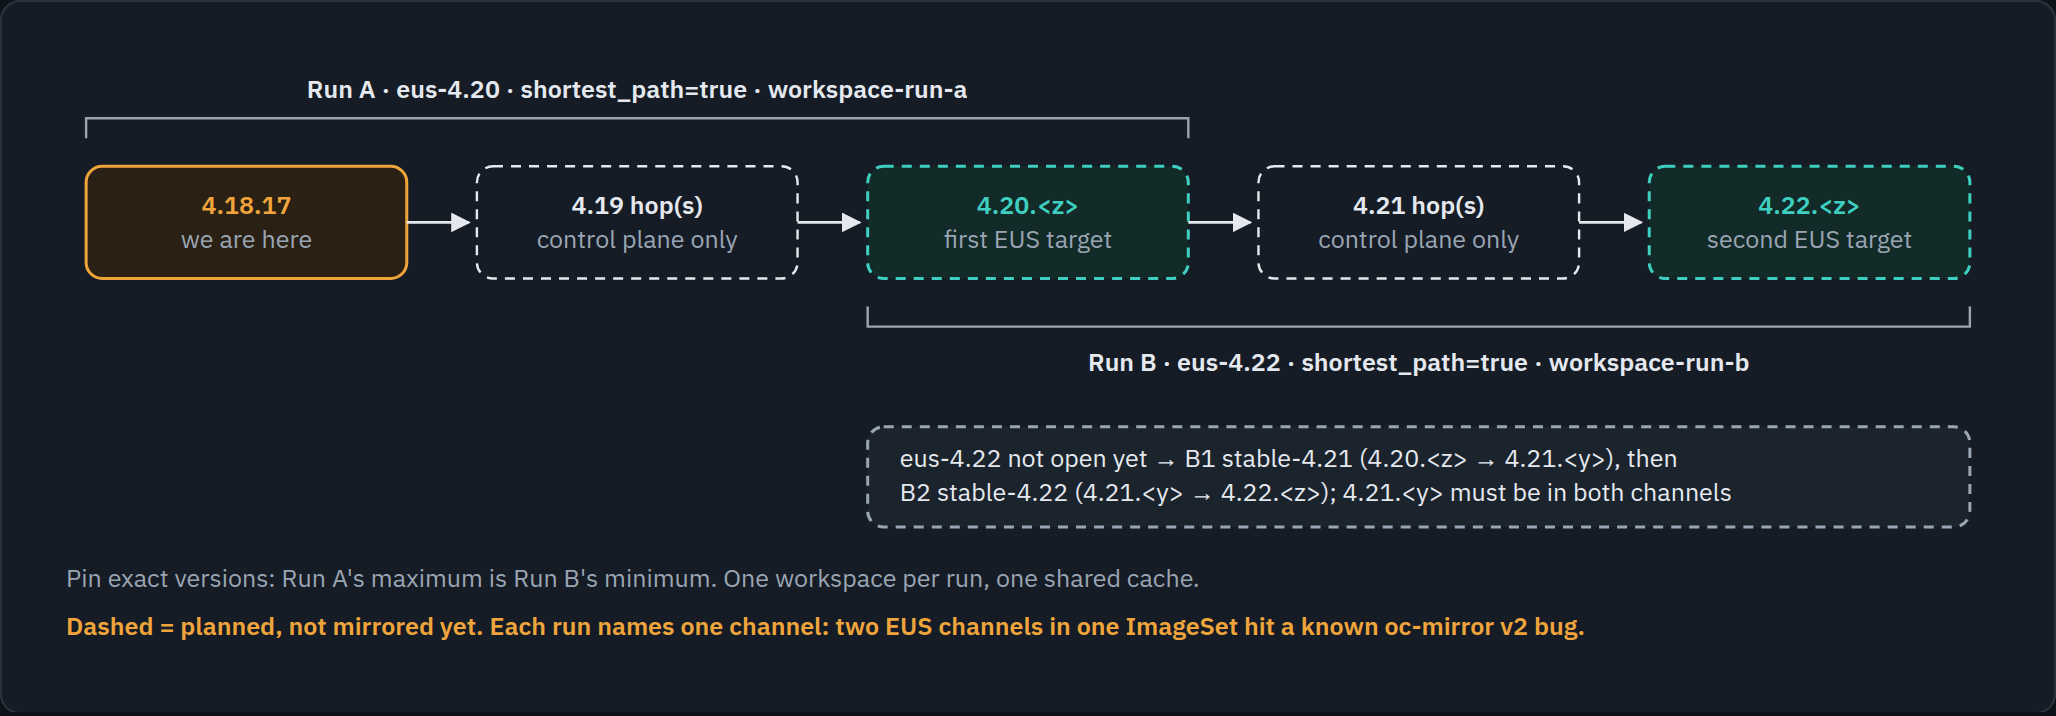 Run A · eus-4.20 · shortest_path=true · workspace-run-a
4.18.17
we are here
4.19 hop(s)
control plane only
4.20.<z>
first EUS target
4.21 hop(s)
control plane only
4.22.<z>
second EUS target
Run B · eus-4.22 · shortest_path=true · workspace-run-b
eus-4.22 not open yet → B1 stable-4.21 (4.20.<z> → 4.21.<y>), then
B2 stable-4.22 (4.21.<y> → 4.22.<z>); 4.21.<y> must be in both channels
Pin exact versions: Run A's maximum is Run B's minimum. One workspace per run, one shared cache.
Dashed = planned, not mirrored yet. Each run names one channel: two EUS channels in one ImageSet hit a known oc-mirror v2 bug.